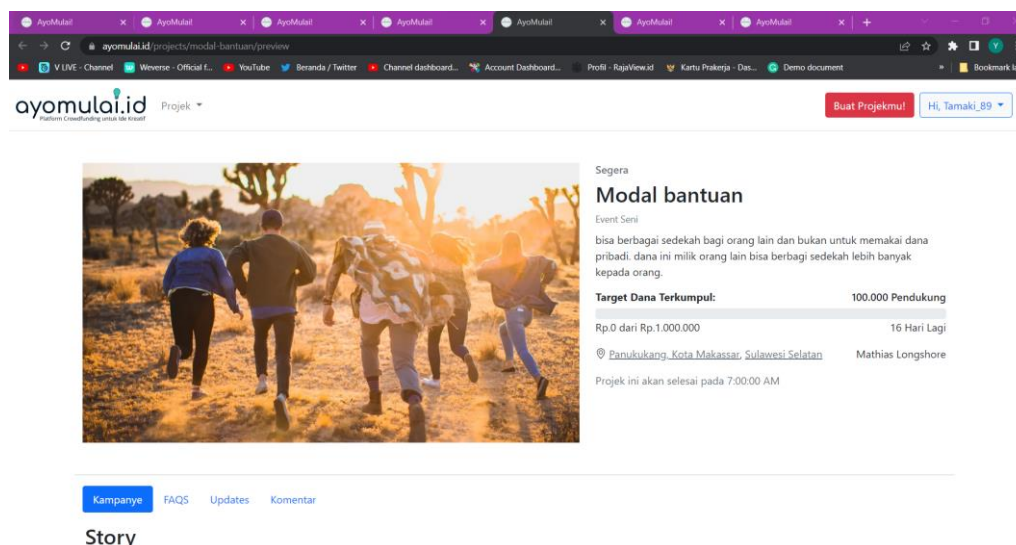 AyoMulai!
AyoMulai!
AyoMulai!
AyoMulai!
AyoMulai!
AyoMulai!
AyoMulai!
ayomulai.id/projects/modal-bantuan/preview
V LIVE - Channel
Weverse - Official f...
YouTube
Beranda / Twitter
Channel dashboard...
Account Dashboard...
Profil - RajaView.id
Kartu Prakerja - Das...
Demo document
Bookmark la
ayomulai.id
Platform Crowdfunding untuk Ide Kreatif
Projek
Buat Projekmu!
Hi, Tamaki_89
Segera
Modal bantuan
Event Seni
bisa berbagai sedekah bagi orang lain dan bukan untuk memakai dana
pribadi. dana ini milik orang lain bisa berbagi sedekah lebih banyak
kepada orang.
Target Dana Terkumpul: 100.000 Pendukung
Rp.0 dari Rp.1.000.000 16 Hari Lagi
Panukukang, Kota Makassar, Sulawesi Selatan Mathias Longshore
Projek ini akan selesai pada 7:00:00 AM
Kampanye FAQS Updates Komentar
Story